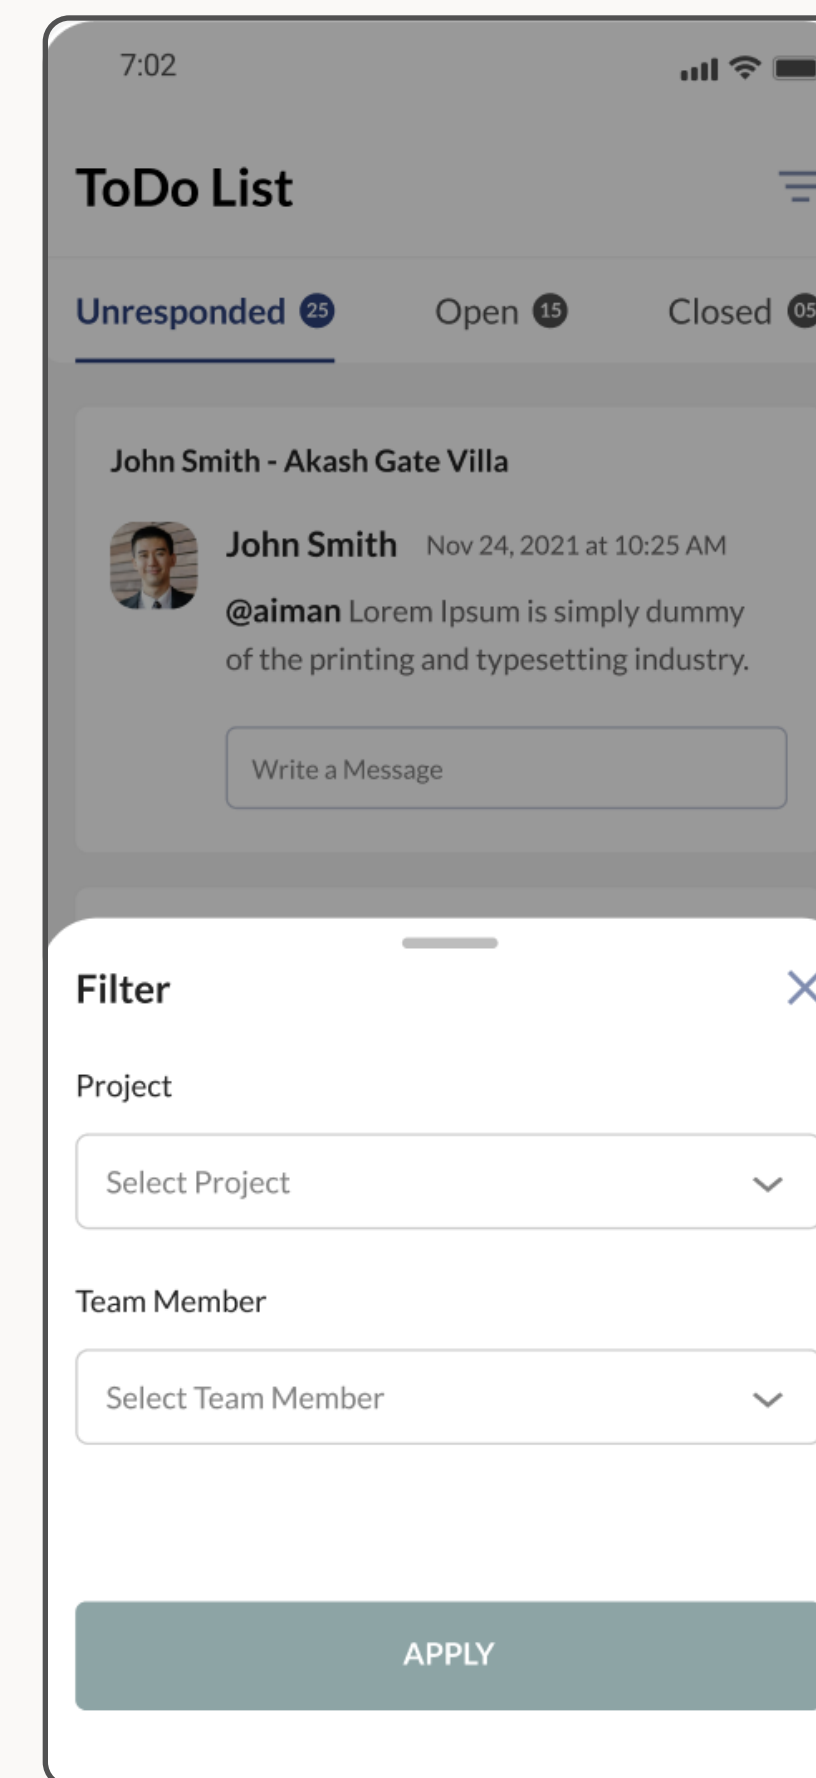 7:02
ToDo List
Unresponded 25 Open 15 Closed 05
John Smith - Akash Gate Villa
John Smith Nov 24, 2021 at 10:25 AM
@aiman Lorem Ipsum is simply dummy
of the printing and typesetting industry.
Write a Message
Filter
Project
Select Project
Team Member
Select Team Member
APPLY